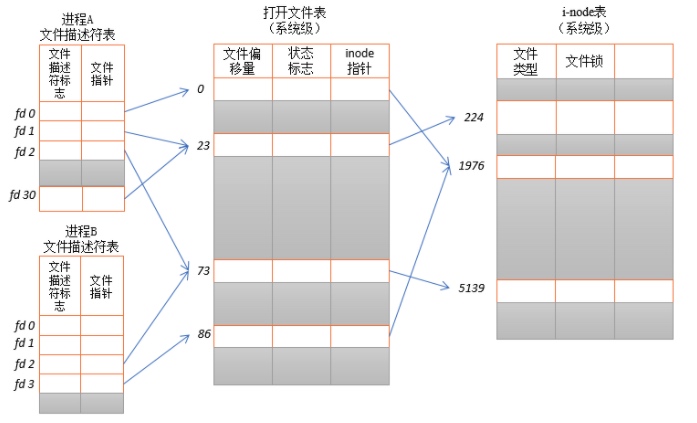 进程A
文件描述符表
文件
描述
符标
志
文件
指针
fd 0
fd 1
fd 2
fd 30
进程B
文件描述符表
文件
描述
符标
志
文件
指针
fd 0
fd 1
fd 2
fd 3
打开文件表
（系统级）
文件偏
移量
状态
标志
inode
指针
0
23
73
86
i-node表
（系统级）
文件
类型
文件锁
224
1976
5139